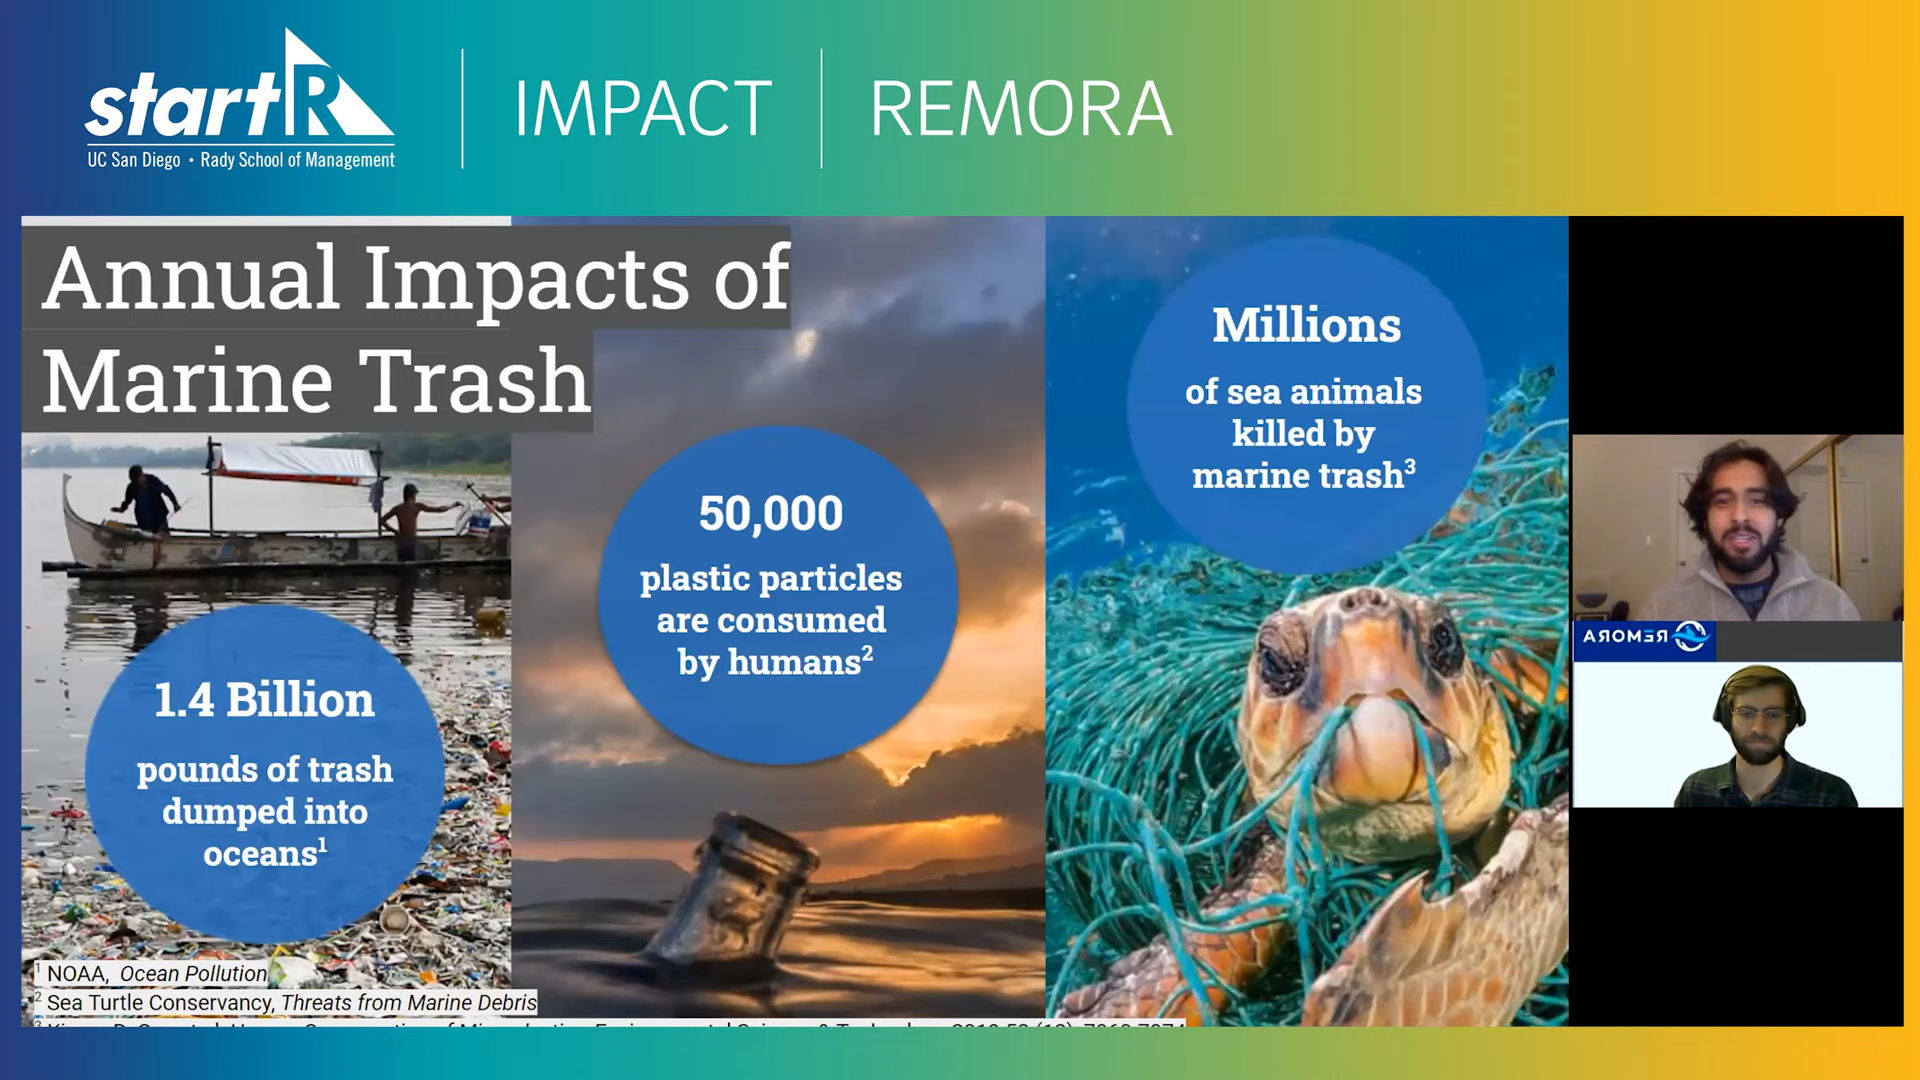 startR
UC San Diego • Rady School of Management
IMPACT
REMORA
Annual Impacts of
Marine Trash
1.4 Billion
pounds of trash
dumped into
oceans¹
50,000
plastic particles
are consumed
by humans²
Millions
of sea animals
killed by
marine trash³
¹ NOAA, Ocean Pollution
² Sea Turtle Conservancy, Threats from Marine Debris
REMORA